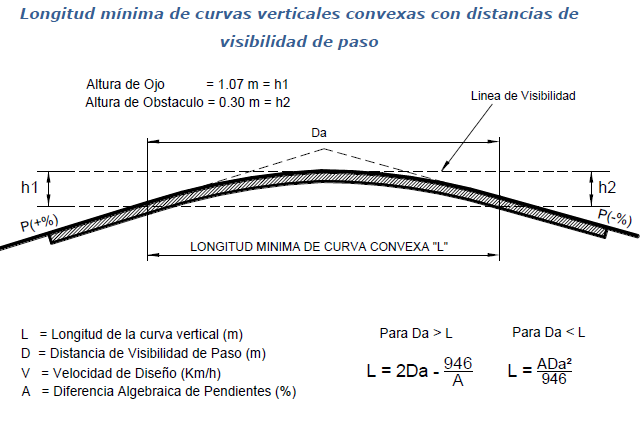 Longitud mínima de curvas verticales convexas con distancias de
visibilidad de paso
Altura de Ojo = 1.07 m = h1
Altura de Obstaculo = 0.30 m = h2
Linea de Visibilidad
Da
h1
h2
P(+%)
P(-%)
LONGITUD MINIMA DE CURVA CONVEXA "L"
L = Longitud de la curva vertical (m)
D = Distancia de Visibilidad de Paso (m)
V = Velocidad de Diseño (Km/h)
A = Diferencia Algebraica de Pendientes (%)
Para Da > L
L = 2Da - 946/A
Para Da < L
L = ADa²/946